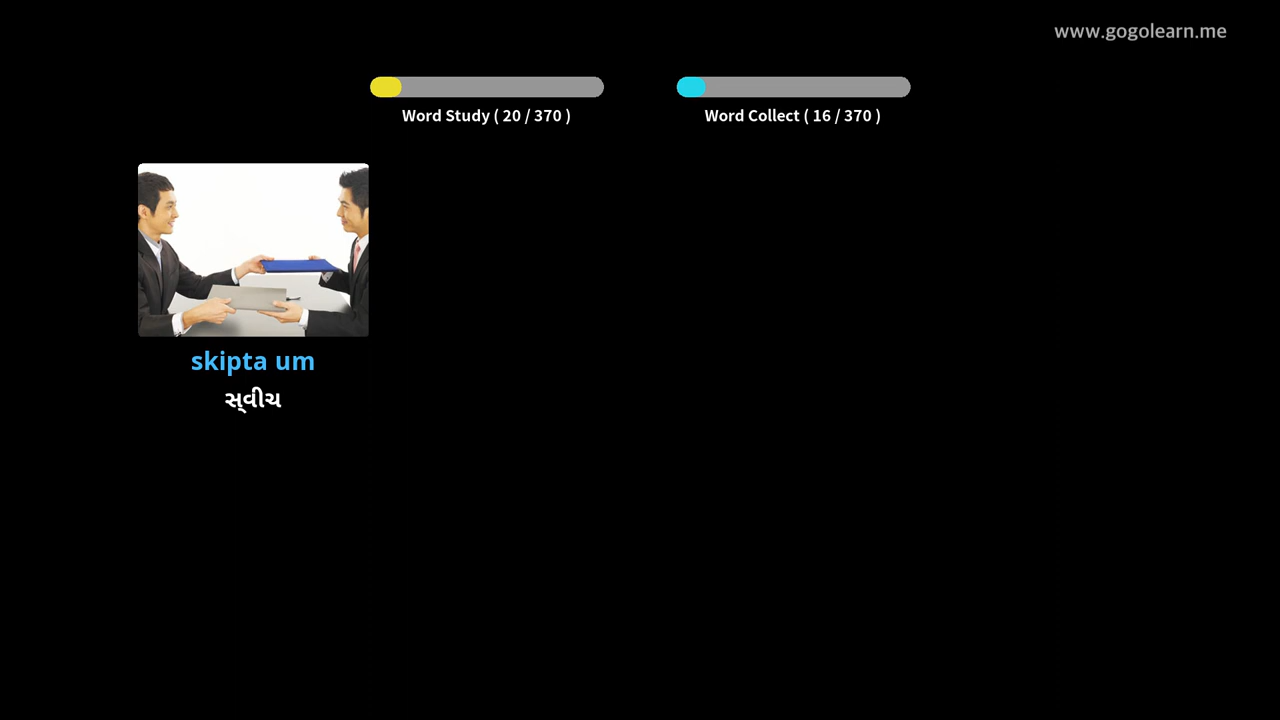 www.gogolearn.me
Word Study ( 20 / 370 )
Word Collect ( 16 / 370 )
skipta um
સ્વીચ